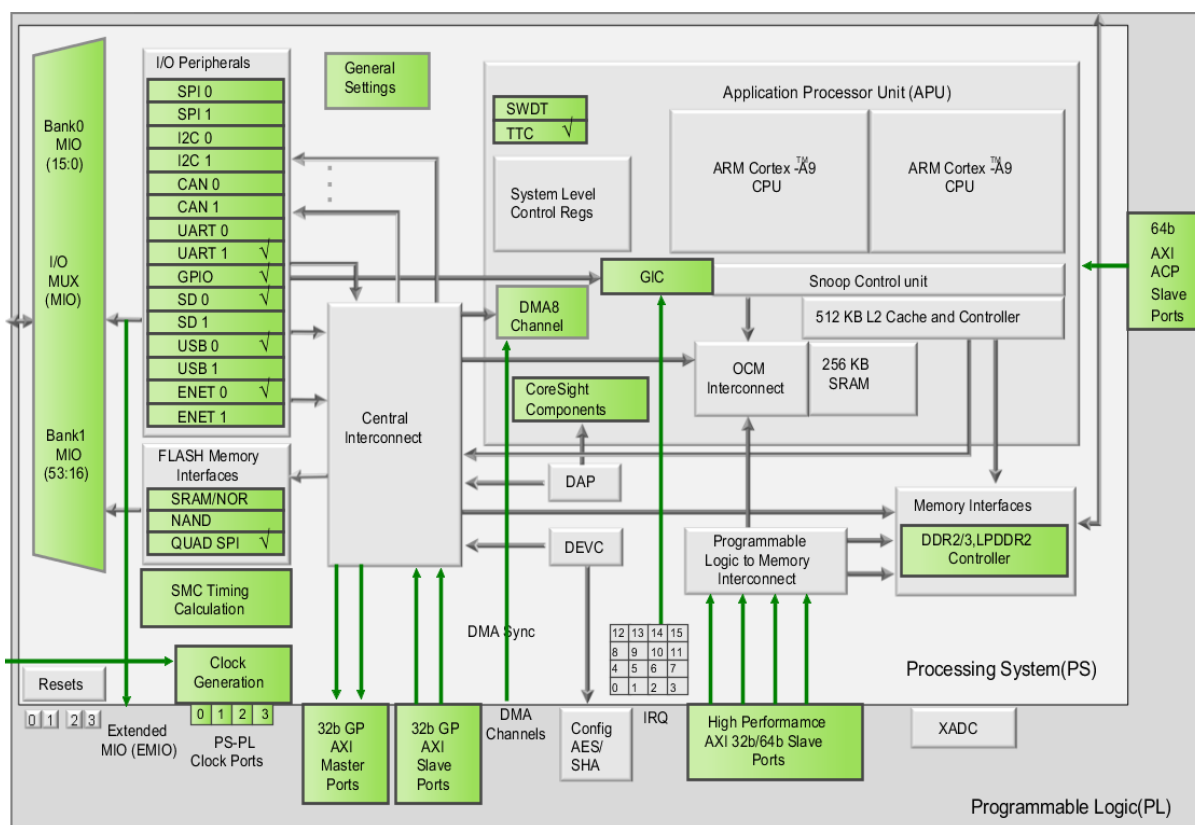 I/O Peripherals
SPI 0
SPI 1
I2C 0
I2C 1
CAN 0
CAN 1
UART 0
UART 1 √
GPIO √
SD 0 √
SD 1
USB 0 √
USB 1
ENET 0 √
ENET 1
Bank0
MIO
(15:0)
I/O
MUX
(MIO)
Bank1
MIO
(53:16)
FLASH Memory
Interfaces
SRAM/NOR
NAND
QUAD SPI √
SMC Timing
Calculation
General
Settings
Application Processor Unit (APU)
SWDT
TTC √
System Level
Control Regs
ARM Cortex™-A9
CPU
ARM Cortex™-A9
CPU
GIC
Snoop Control unit
DMA8
Channel
512 KB L2 Cache and Controller
OCM
Interconnect
256 KB
SRAM
CoreSight
Components
Central
Interconnect
DAP
DEVC
Programmable
Logic to Memory
Interconnect
Memory Interfaces
DDR2/3,LPDDR2
Controller
64b
AXI
ACP
Slave
Ports
DMA Sync
12 13 14 15
8 9 10 11
4 5 6 7
0 1 2 3
Processing System(PS)
Clock
Generation
Resets
0 1 2 3
0 1 2 3
Extended
MIO (EMIO)
PS-PL
Clock Ports
32b GP
AXI
Master
Ports
32b GP
AXI
Slave
Ports
DMA
Channels
Config
AES/
SHA
IRQ
High Performamce
AXI 32b/64b Slave
Ports
XADC
Programmable Logic(PL)